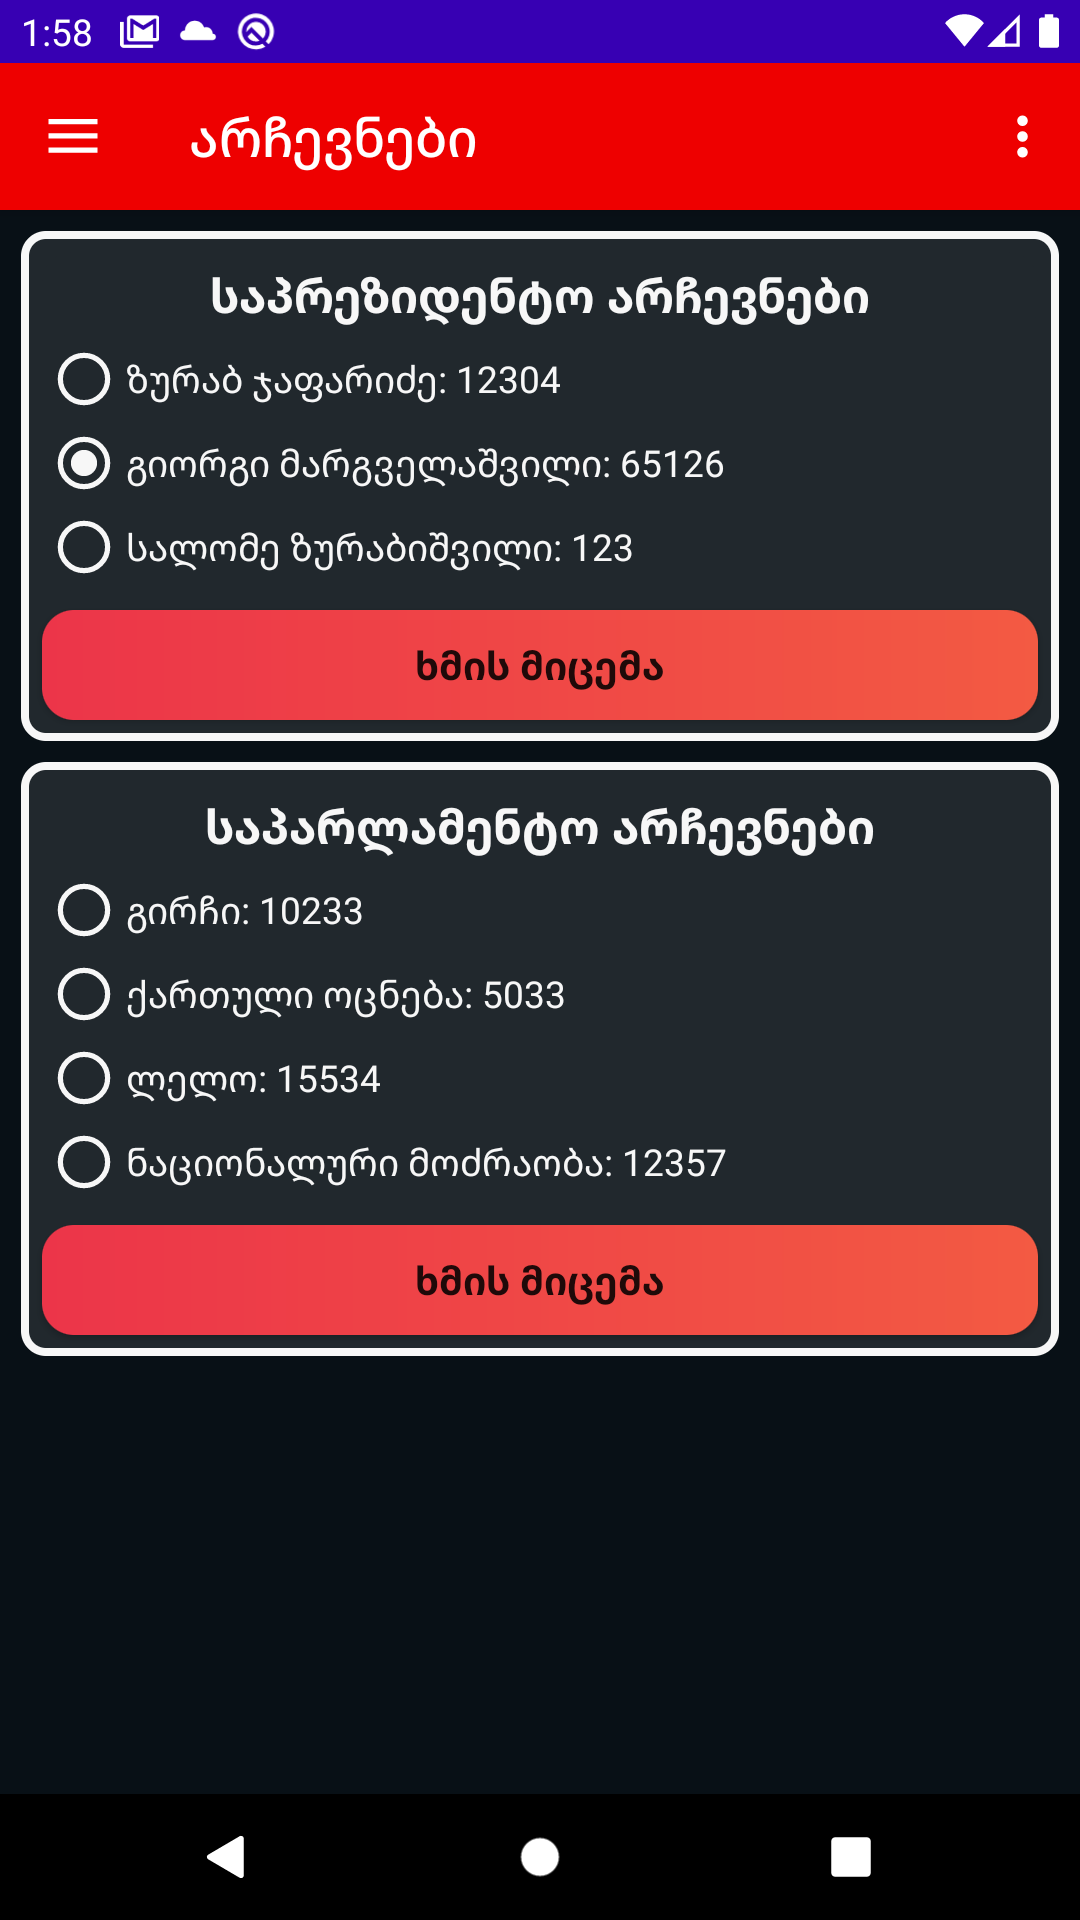 1:58
არჩევნები
საპრეზიდენტო არჩევნები
ზურაბ ჯაფარიძე: 12304
გიორგი მარგველაშვილი: 65126
სალომე ზურაბიშვილი: 123
ხმის მიცემა
საპარლამენტო არჩევნები
გირჩი: 10233
ქართული ოცნება: 5033
ლელო: 15534
ნაციონალური მოძრაობა: 12357
ხმის მიცემა